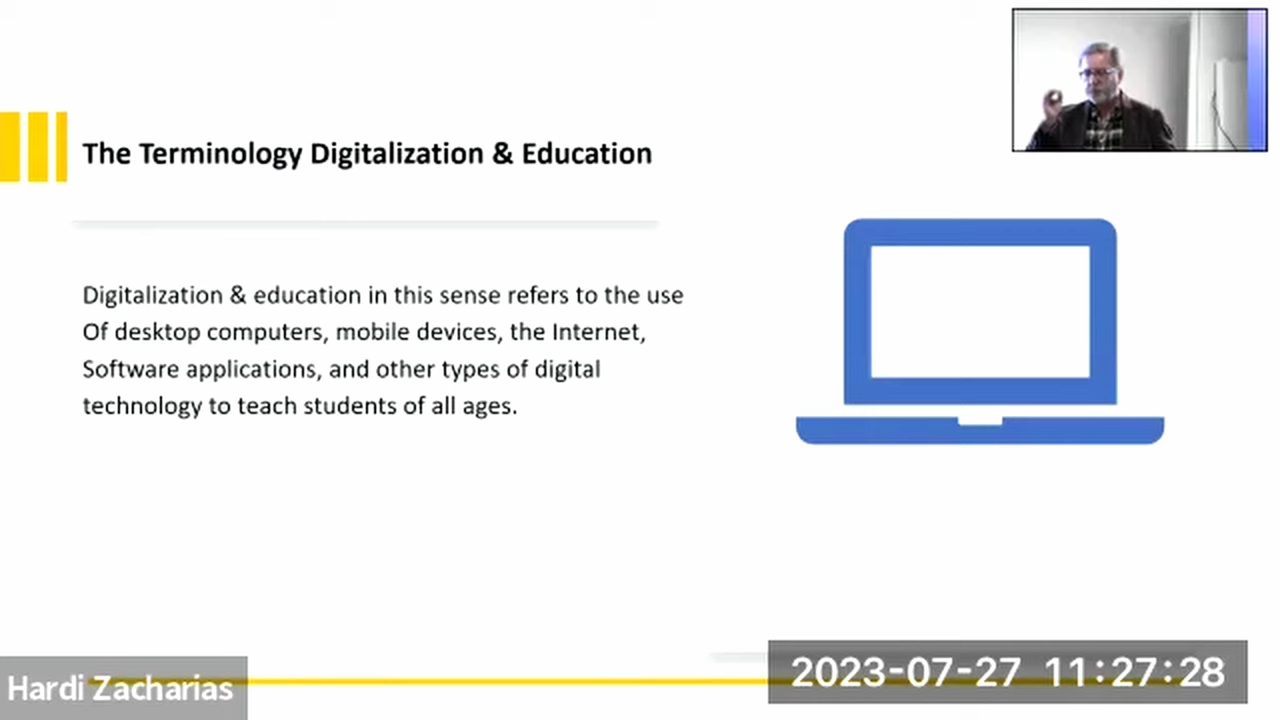 The Terminology Digitalization & Education
Digitalization & education in this sense refers to the use
Of desktop computers, mobile devices, the Internet,
Software applications, and other types of digital
technology to teach students of all ages.
Hardi Zacharias
2023-07-27 11:27:28